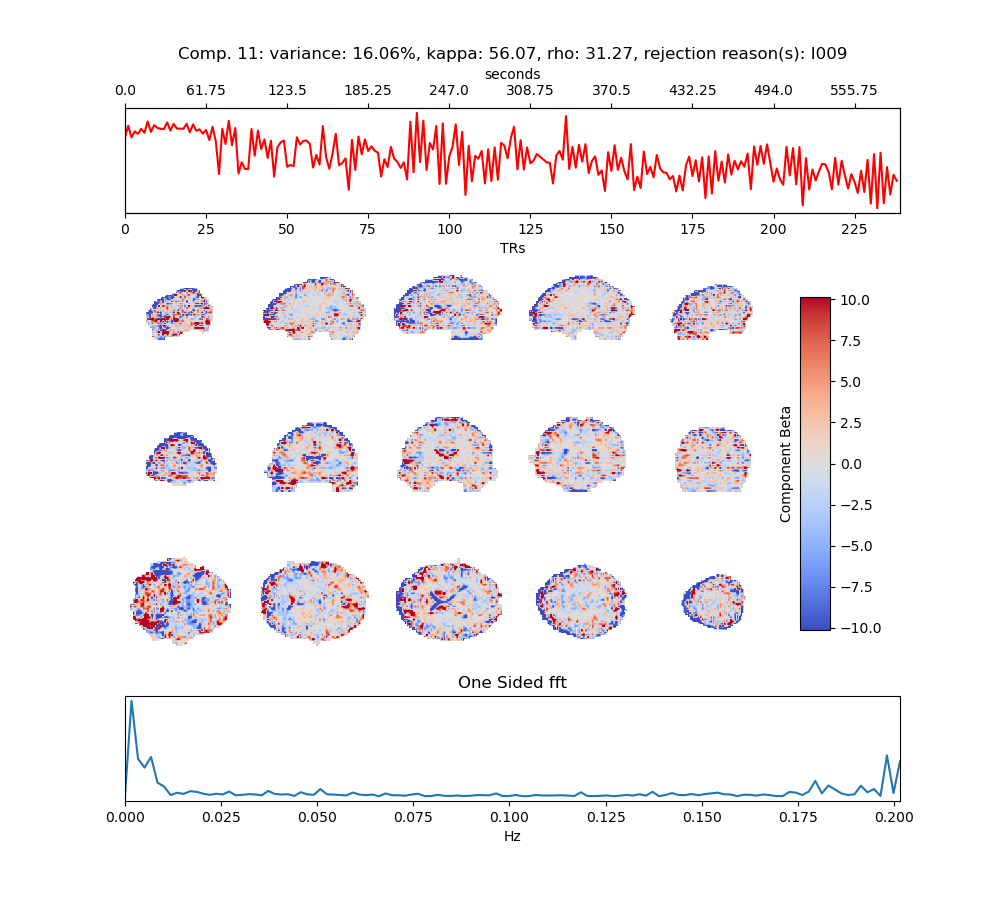 Comp. 11: variance: 16.06%, kappa: 56.07, rho: 31.27, rejection reason(s): I009
seconds
0.0 61.75 123.5 185.25 247.0 308.75 370.5 432.25 494.0 555.75
0 25 50 75 100 125 150 175 200 225
TRs
10.0
7.5
5.0
2.5
0.0
−2.5
−5.0
−7.5
−10.0
Component Beta
One Sided fft
0.000 0.025 0.050 0.075 0.100 0.125 0.150 0.175 0.200
Hz